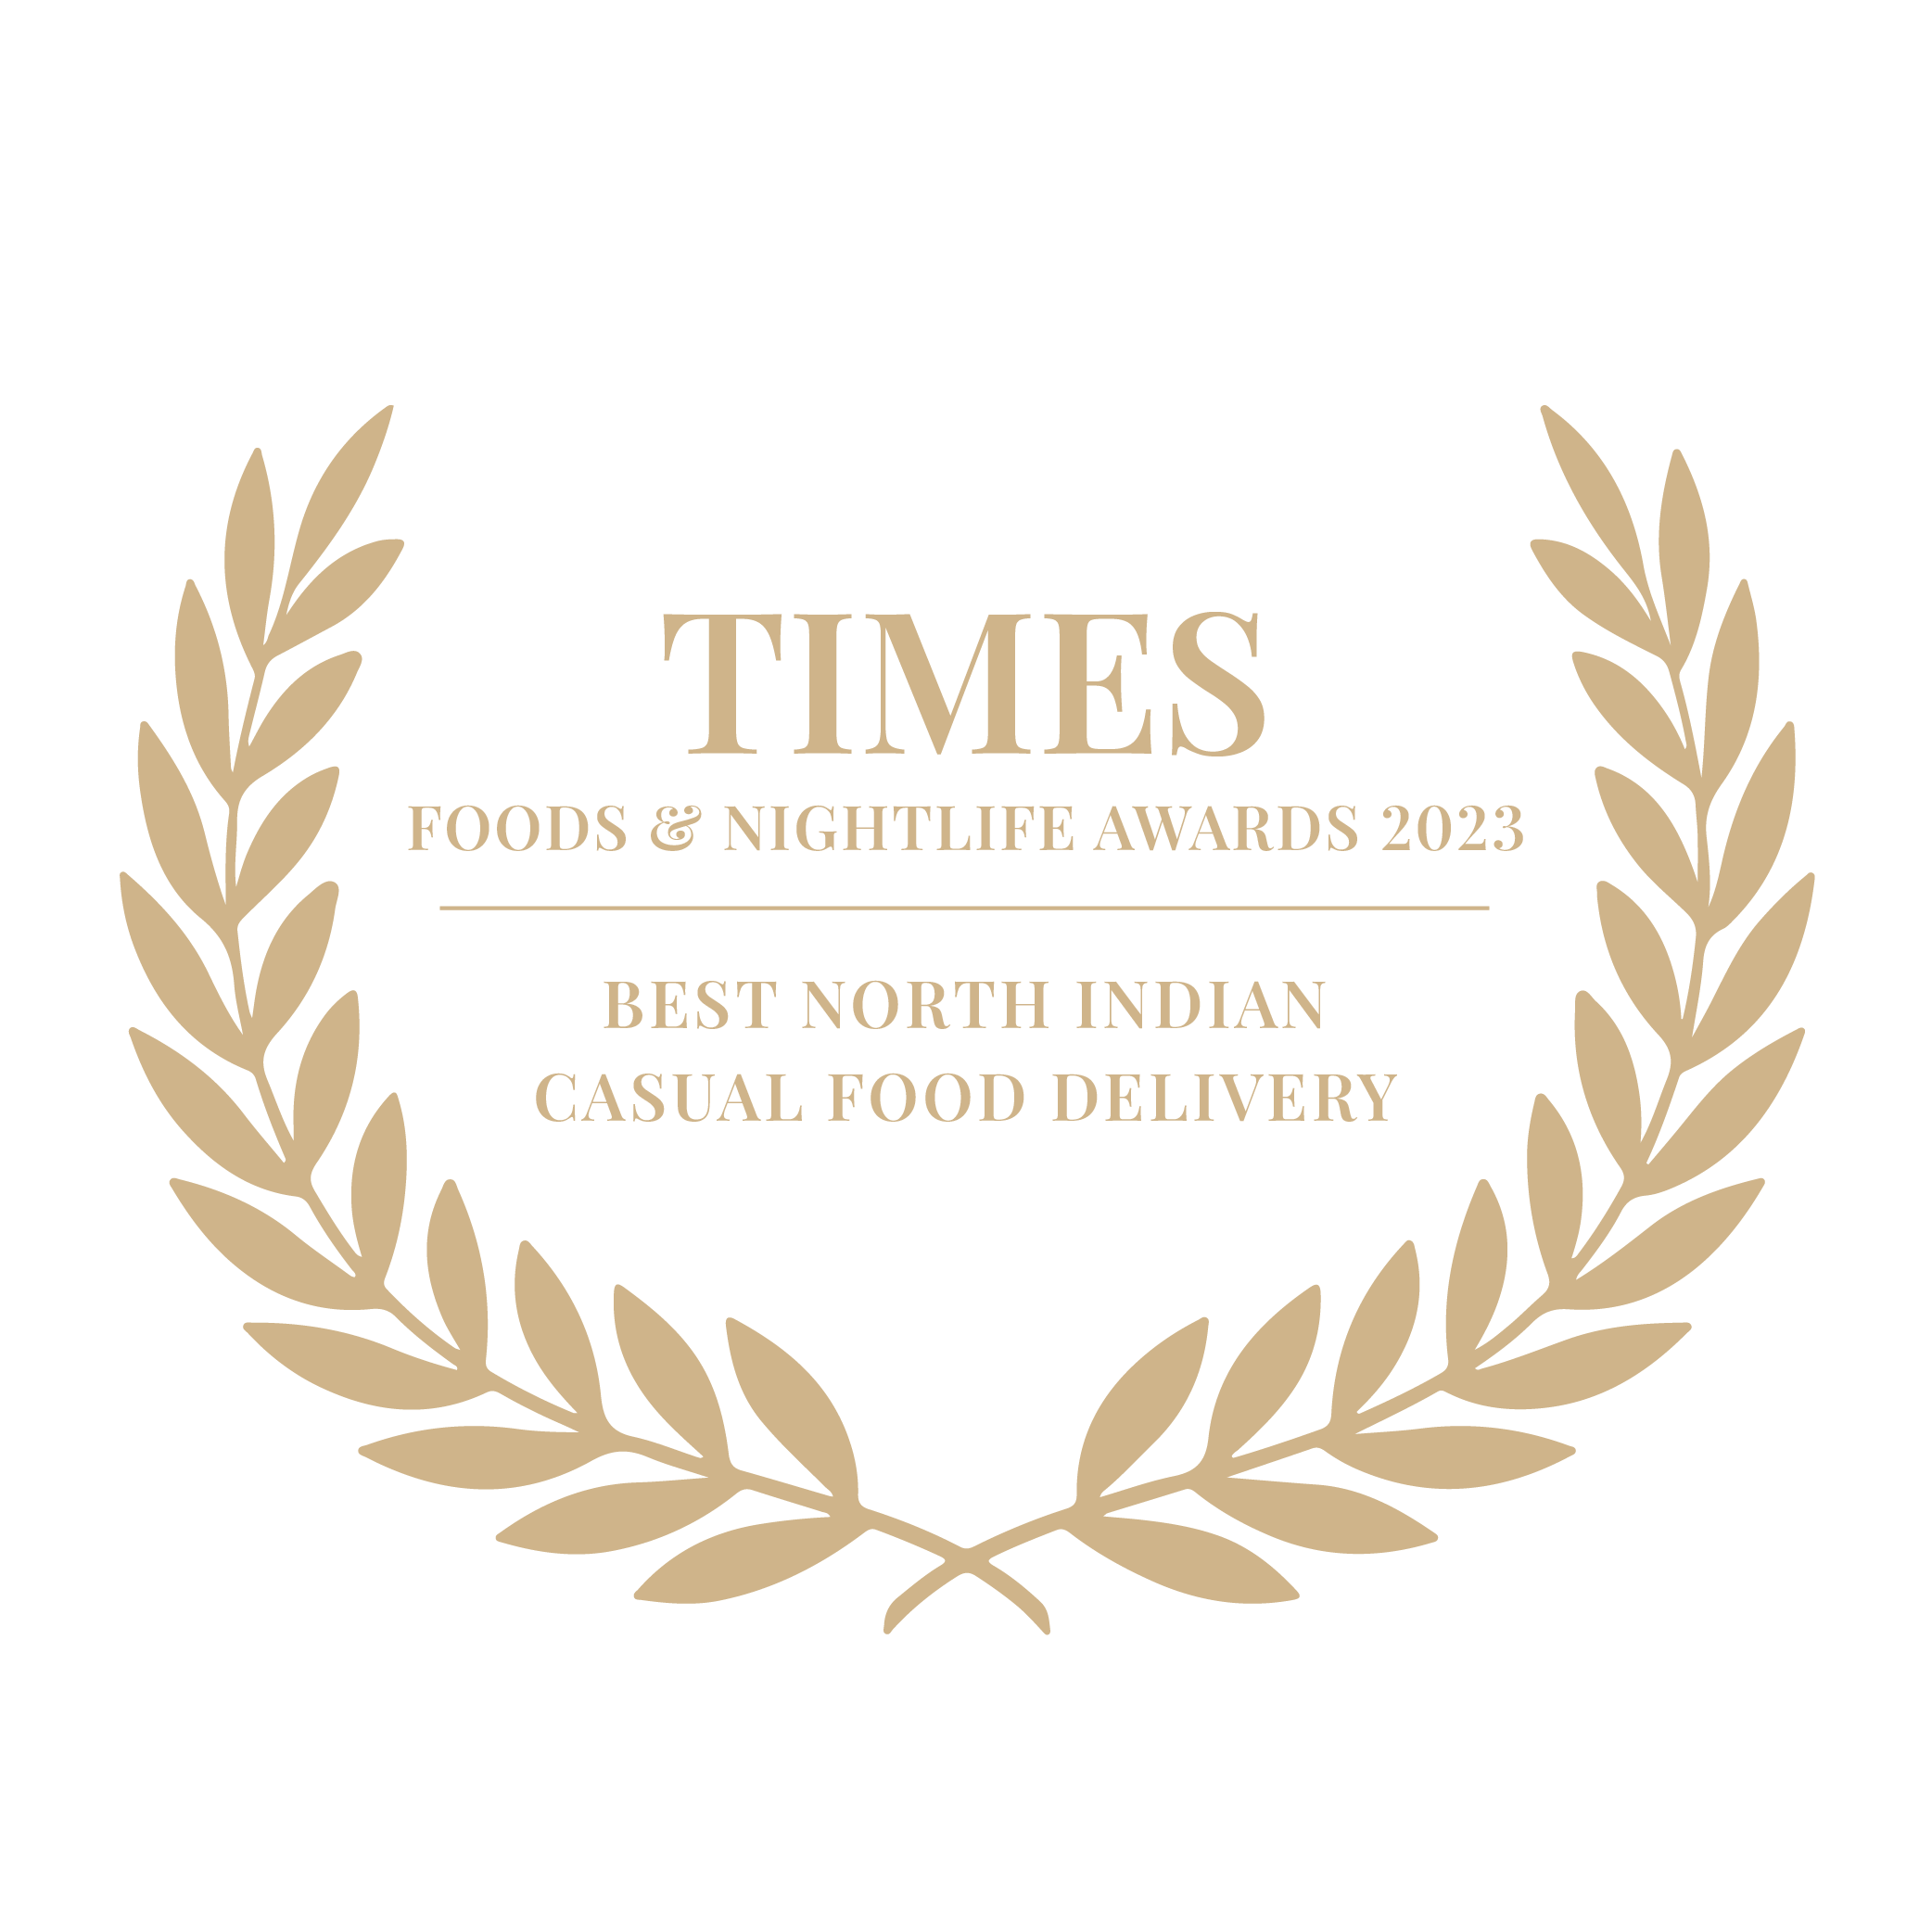 TIMES
FOODS & NIGHTLIFE AWARDS 2023
BEST NORTH INDIAN
CASUAL FOOD DELIVERY